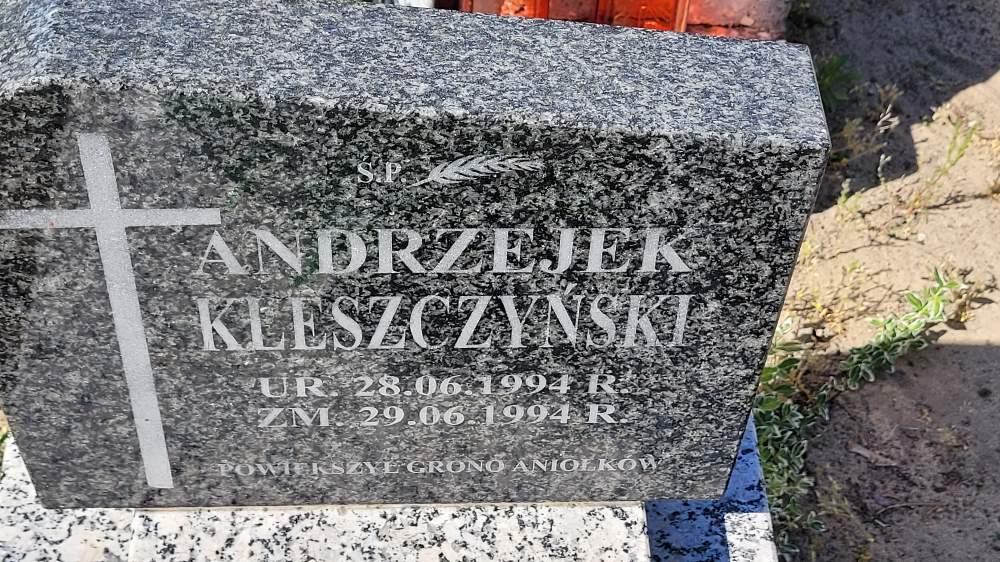 Ś.P.
ANDRZEJEK
KLESZCZYŃSKI
UR. 28.06.1994 R.
ZM. 29.06.1994 R.
POWIĘKSZYŁ GRONO ANIOŁKÓW